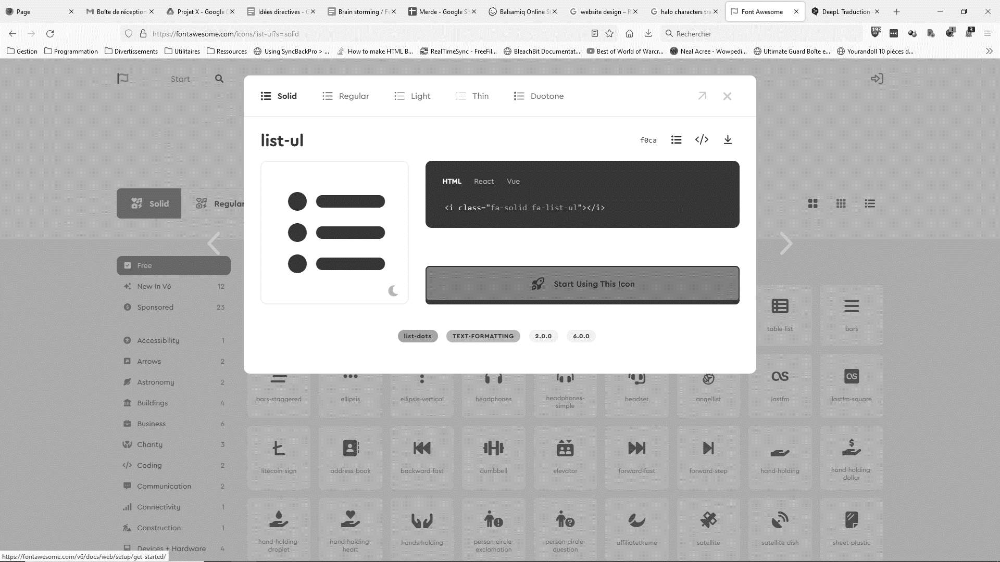 Page
Boîte de réception
Projet X - Google D
Idées directives - G
Brain storming / Fe
Merde - Google Sh
Balsamiq Online St
website design – R
halo characters tra
Font Awesome
DeepL Traduction -
https://fontawesome.com/icons/list-ul?s=solid
Rechercher
193
3
Gestion
Programmation
Divertissements
Utilitaires
Ressources
Using SyncBackPro > ...
How to make HTML B...
RealTimeSync - FreeFil...
BleachBit Documentat...
Best of World of Warcr...
Neal Acree - Wowpedi...
Ultimate Guard Boîte e...
Yourandoll 10 pièces d...
Start
Solid
Regular
Light
Thin
Duotone
list-ul
f0ca
HTML
React
Vue
<i class="fa-solid fa-list-ul"></i>
Start Using This Icon
list-dots
TEXT-FORMATTING
2.0.0
6.0.0
Solid
Regular
Free
New In V6 12
Sponsored 23
Accessibility 1
Arrows 2
Astronomy 2
Buildings 4
Business 6
Charity 3
Coding 2
Communication 2
Connectivity 1
Construction 1
Devices + Hardware 4
table-list
bars
bars-staggered
ellipsis
ellipsis-vertical
headphones
headphones-
simple
headset
angellist
lastfm
lastfm-square
litecoin-sign
address-book
backward-fast
dumbbell
elevator
forward-fast
forward-step
hand-holding
hand-holding-
dollar
hand-holding-
droplet
hand-holding-
heart
hands-holding
person-circle-
exclamation
person-circle-
question
affiliatetheme
satellite
satellite-dish
sheet-plastic
https://fontawesome.com/v6/docs/web/setup/get-started/